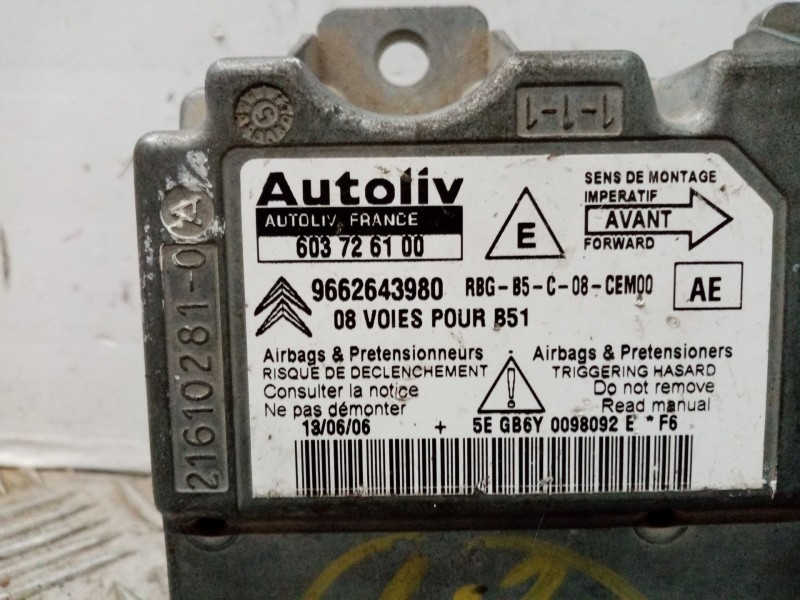 1-1-1
A
21610281-0
Autoliv
AUTOLIV FRANCE
603 72 61 00
E
SENS DE MONTAGE
IMPERATIF
AVANT
FORWARD
9662643980 RBG-B5-C-08-CEM00 AE
08 VOIES POUR B51
Airbags & Pretensionneurs
RISQUE DE DECLENCHEMENT
Consulter la notice
Ne pas démonter
!
Airbags & Pretensioners
TRIGGERING HASARD
Do not remove
Read manual
13/06/06 + 5E GB6Y 0098092 E * F6